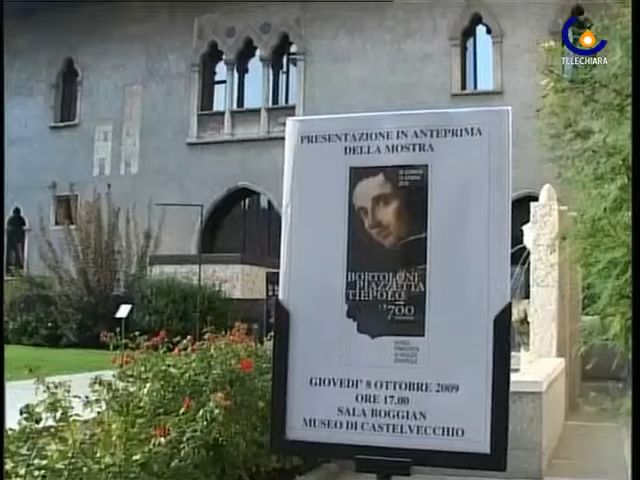 TELECHIARA
PRESENTAZIONE IN ANTEPRIMA
DELLA MOSTRA
BORTOLONI
PIAZZETTA
TIEPOLO
700
GIOVEDI' 8 OTTOBRE 2009
ORE 17.00
SALA BOGGIAN
MUSEO DI CASTELVECCHIO